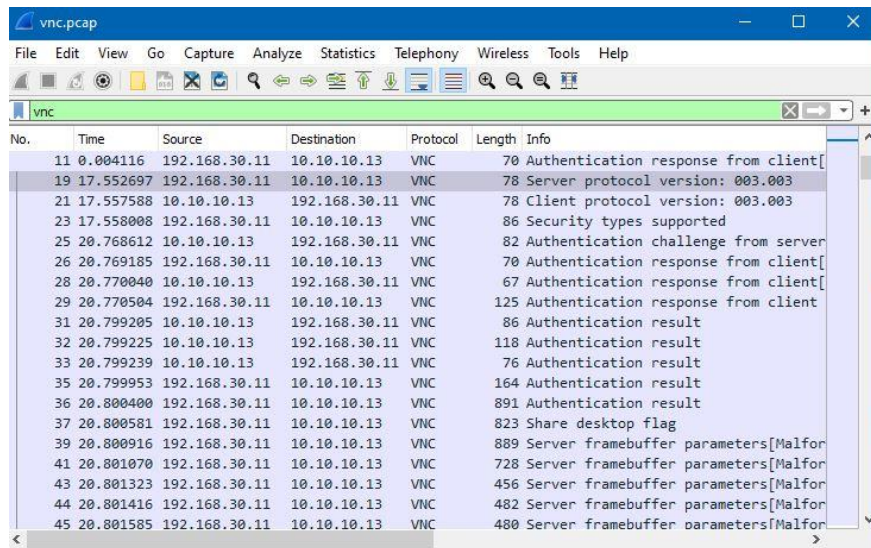 vnc.pcap
File Edit View Go Capture Analyze Statistics Telephony Wireless Tools Help
vnc
No. Time Source Destination Protocol Length Info
11 0.004116 192.168.30.11 10.10.10.13 VNC 70 Authentication response from client[
19 17.552697 192.168.30.11 10.10.10.13 VNC 78 Server protocol version: 003.003
21 17.557588 10.10.10.13 192.168.30.11 VNC 78 Client protocol version: 003.003
23 17.558008 192.168.30.11 10.10.10.13 VNC 86 Security types supported
25 20.768612 10.10.10.13 192.168.30.11 VNC 82 Authentication challenge from server
26 20.769185 192.168.30.11 10.10.10.13 VNC 70 Authentication response from client[
28 20.770040 10.10.10.13 192.168.30.11 VNC 67 Authentication response from client[
29 20.770504 192.168.30.11 10.10.10.13 VNC 125 Authentication response from client
31 20.799205 10.10.10.13 192.168.30.11 VNC 86 Authentication result
32 20.799225 10.10.10.13 192.168.30.11 VNC 118 Authentication result
33 20.799239 10.10.10.13 192.168.30.11 VNC 76 Authentication result
35 20.799953 192.168.30.11 10.10.10.13 VNC 164 Authentication result
36 20.800400 192.168.30.11 10.10.10.13 VNC 891 Authentication result
37 20.800581 192.168.30.11 10.10.10.13 VNC 823 Share desktop flag
39 20.800916 192.168.30.11 10.10.10.13 VNC 889 Server framebuffer parameters[Malfor
41 20.801070 192.168.30.11 10.10.10.13 VNC 728 Server framebuffer parameters[Malfor
43 20.801323 192.168.30.11 10.10.10.13 VNC 456 Server framebuffer parameters[Malfor
44 20.801416 192.168.30.11 10.10.10.13 VNC 482 Server framebuffer parameters[Malfor
45 20.801585 192.168.30.11 10.10.10.13 VNC 480 Server framebuffer parameters[Malfor